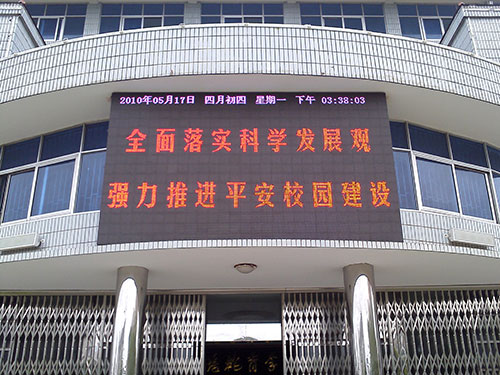 2010年05月17日 四月初四 星期一 下午 03:38:03
全面落实科学发展观
强力推进平安校园建设